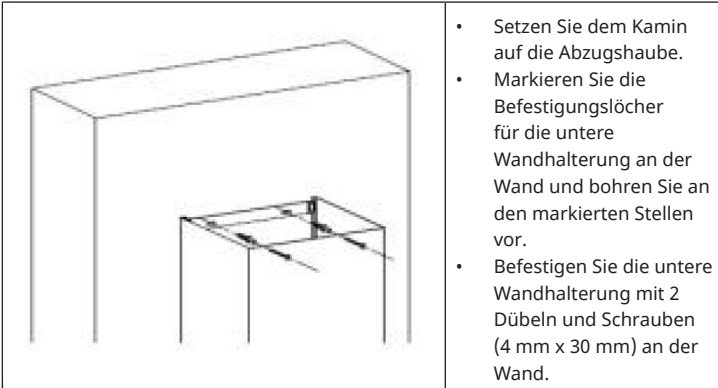 • Setzen Sie dem Kamin
auf die Abzugshaube.
• Markieren Sie die
Befestigungslöcher
für die untere
Wandhalterung an der
Wand und bohren Sie an
den markierten Stellen
vor.
• Befestigen Sie die untere
Wandhalterung mit 2
Dübeln und Schrauben
(4 mm x 30 mm) an der
Wand.